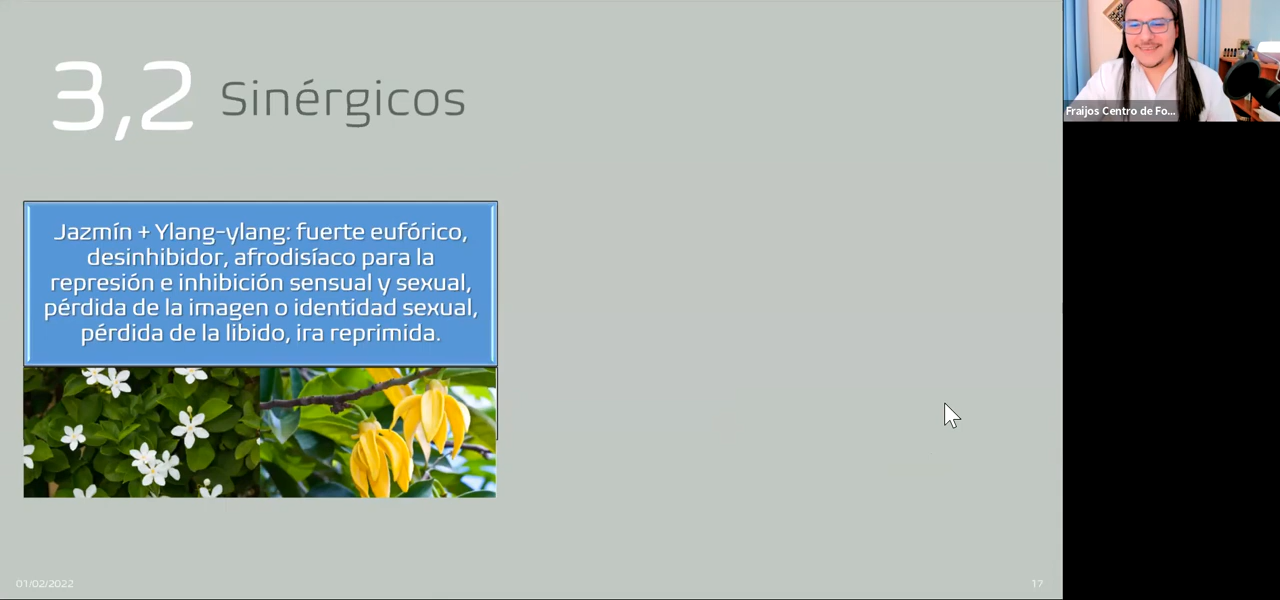 3,2 Sinérgicos
Fraijos Centro de Fo...
Jazmín + Ylang-ylang: fuerte eufórico,
desinhibidor, afrodisíaco para la
represión e inhibición sensual y sexual,
pérdida de la imagen o identidad sexual,
pérdida de la libido, ira reprimida.
01/02/2022
17